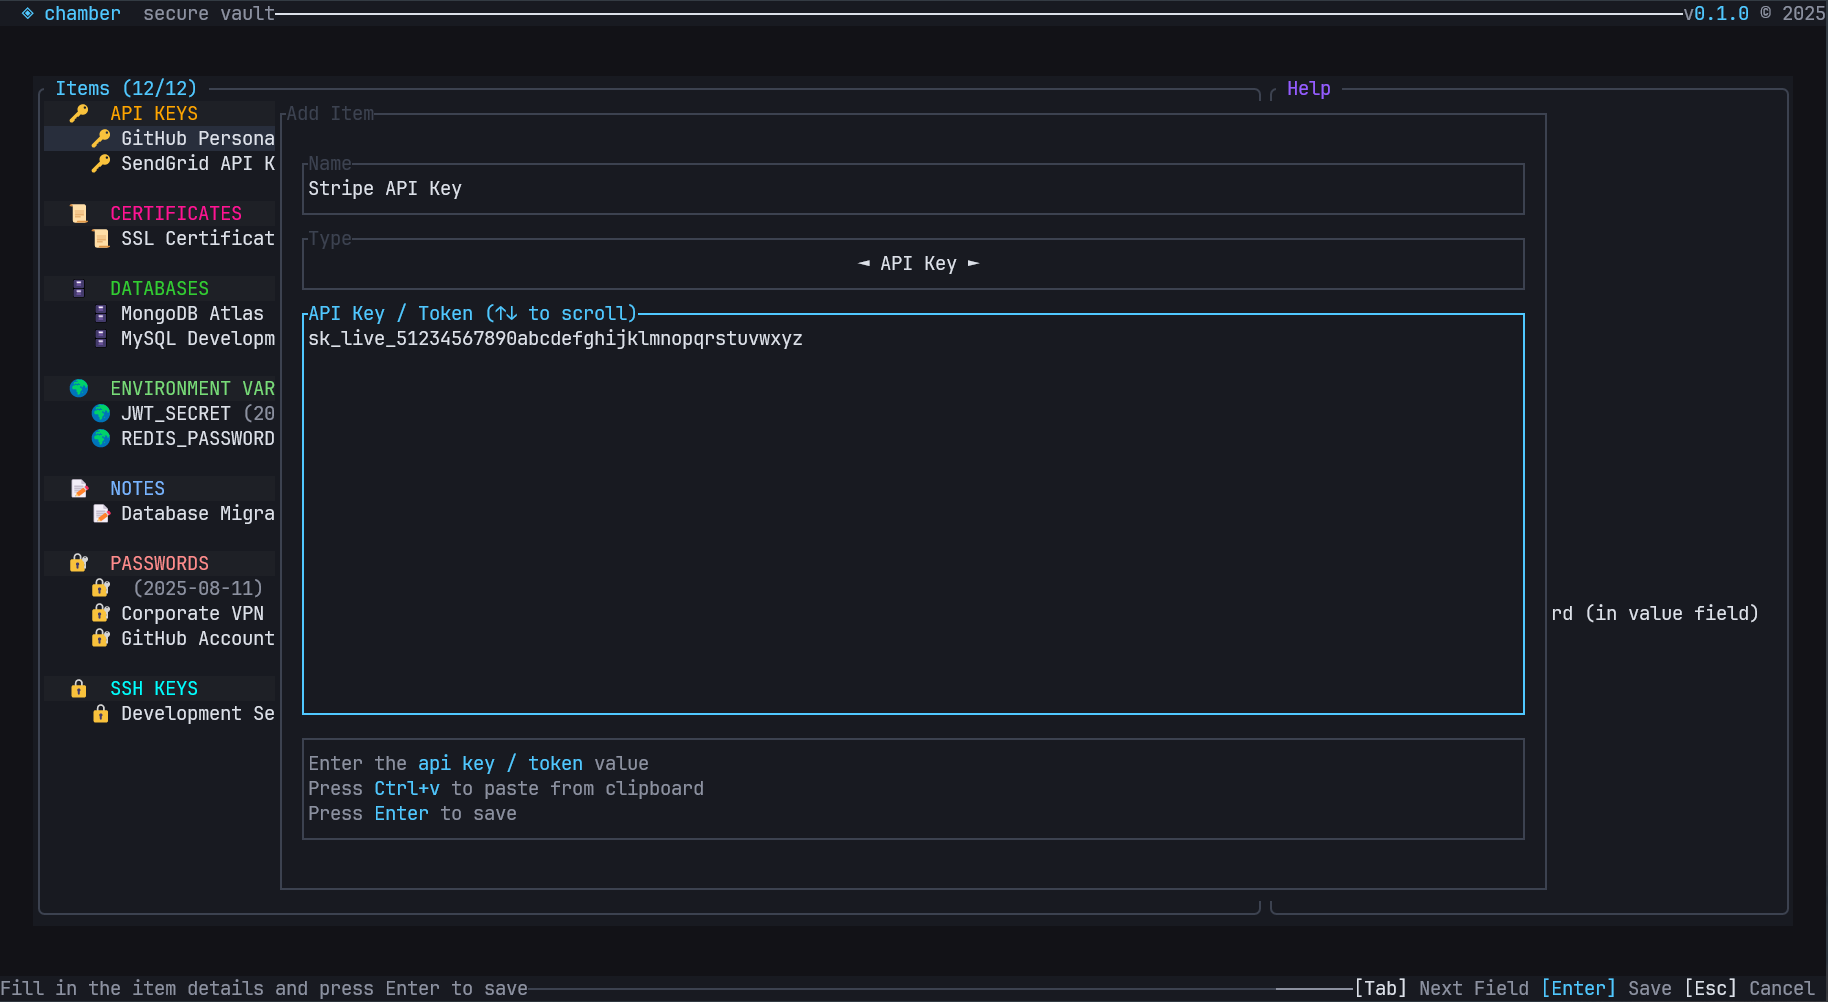 ◈ chamber secure vault v0.1.0 © 2025
Items (12/12)
Help
API KEYS
GitHub Persona
SendGrid API K
CERTIFICATES
SSL Certificat
DATABASES
MongoDB Atlas
MySQL Developm
ENVIRONMENT VAR
JWT_SECRET (20
REDIS_PASSWORD
NOTES
Database Migra
PASSWORDS
(2025-08-11)
Corporate VPN
GitHub Account
SSH KEYS
Development Se
Add Item
Name
Stripe API Key
Type
◄ API Key ►
API Key / Token (↑↓ to scroll)
sk_live_51234567890abcdefghijklmnopqrstuvwxyz
Enter the api key / token value
Press Ctrl+v to paste from clipboard
Press Enter to save
rd (in value field)
Fill in the item details and press Enter to save
[Tab] Next Field [Enter] Save [Esc] Cancel